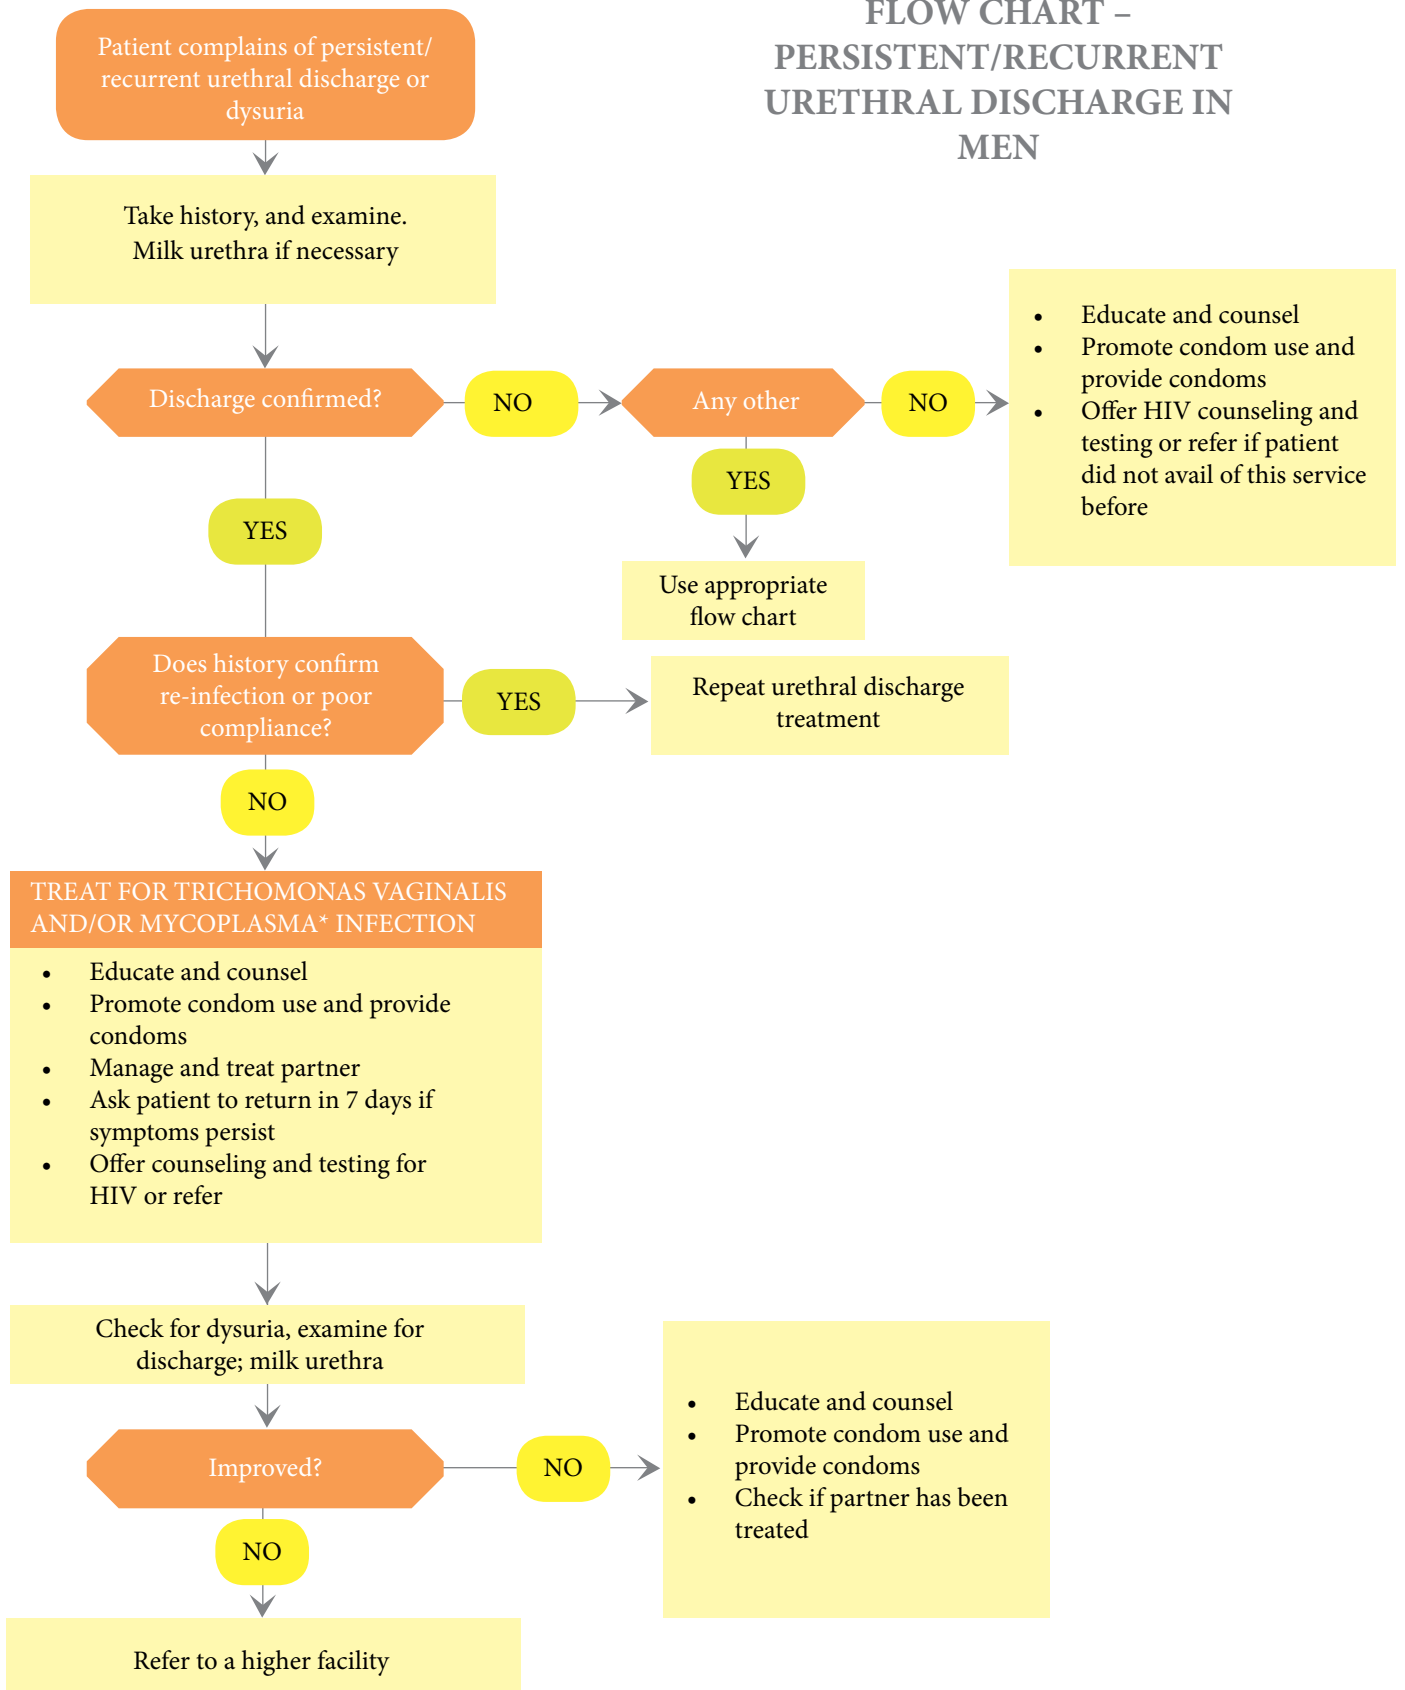 FLOW CHART –
PERSISTENT/RECURRENT
URETHRAL DISCHARGE IN
MEN
Patient complains of persistent/
recurrent urethral discharge or
dysuria
Take history, and examine.
Milk urethra if necessary
Discharge confirmed?
NO
Any other
NO
• Educate and counsel
• Promote condom use and
provide condoms
• Offer HIV counseling and
testing or refer if patient
did not avail of this service
before
YES
Use appropriate
flow chart
YES
Does history confirm
re-infection or poor
compliance?
YES
Repeat urethral discharge
treatment
NO
TREAT FOR TRICHOMONAS VAGINALIS
AND/OR MYCOPLASMA* INFECTION
• Educate and counsel
• Promote condom use and provide
condoms
• Manage and treat partner
• Ask patient to return in 7 days if
symptoms persist
• Offer counseling and testing for
HIV or refer
Check for dysuria, examine for
discharge; milk urethra
Improved?
NO
• Educate and counsel
• Promote condom use and
provide condoms
• Check if partner has been
treated
NO
Refer to a higher facility